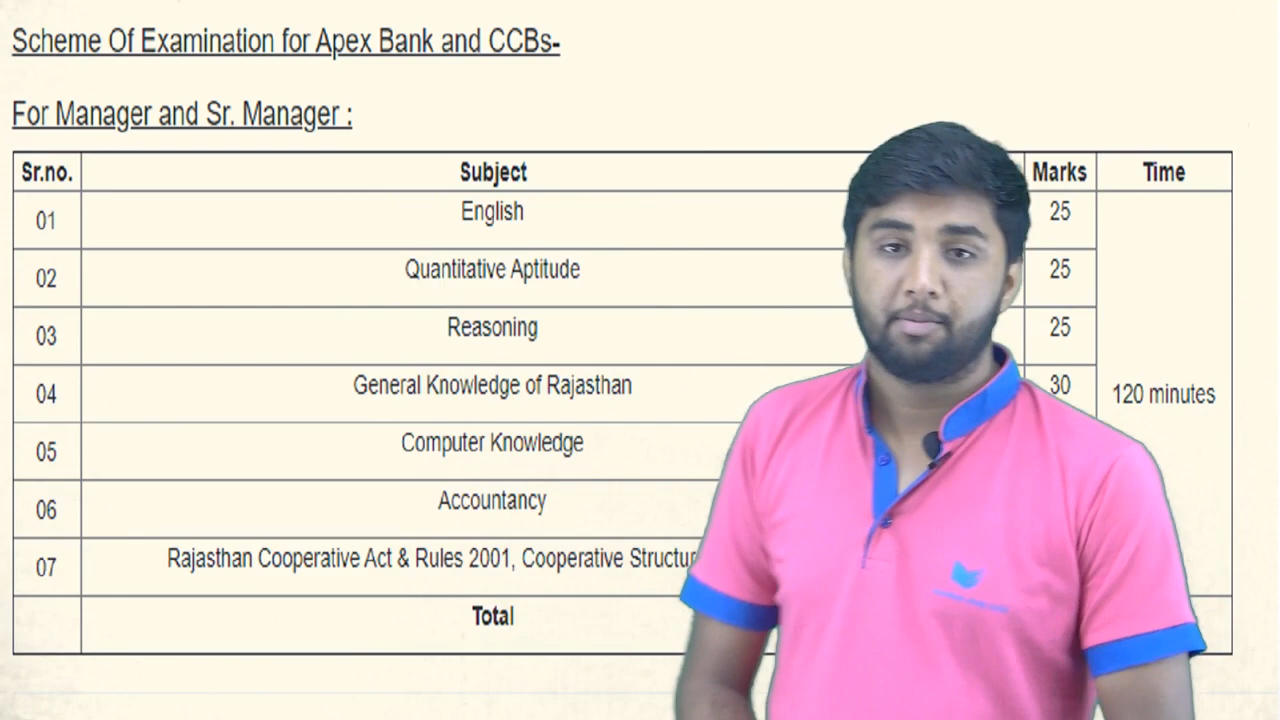 Scheme Of Examination for Apex Bank and CCBs-
For Manager and Sr. Manager :
Sr.no. Subject Marks Time
01 English 25
02 Quantitative Aptitude 25
03 Reasoning 25
04 General Knowledge of Rajasthan 30 120 minutes
05 Computer Knowledge
06 Accountancy
07 Rajasthan Cooperative Act & Rules 2001, Cooperative
Total